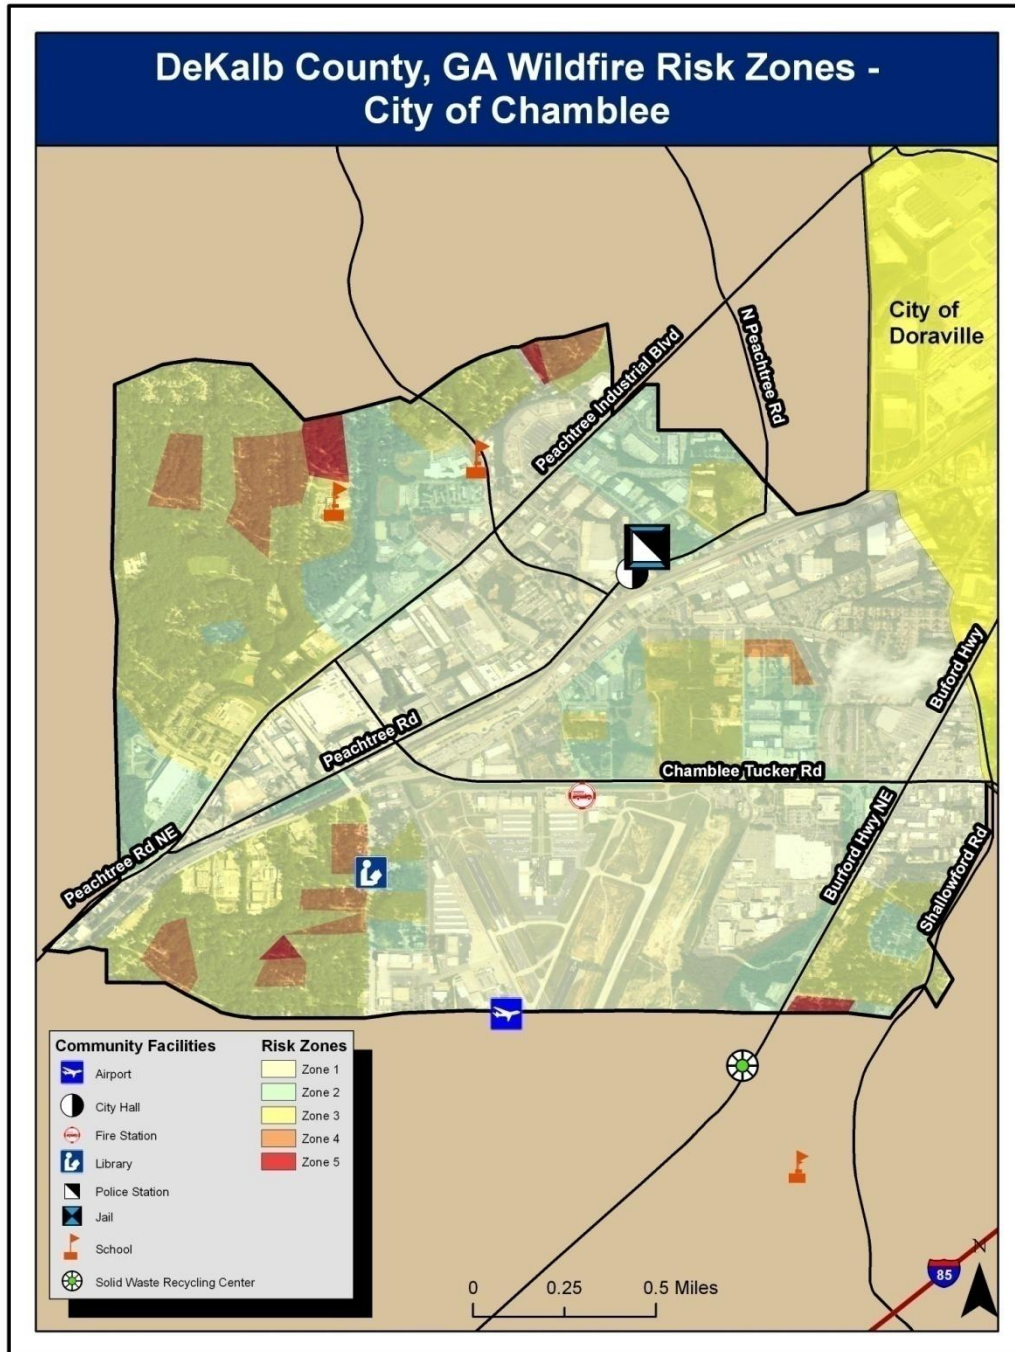 DeKalb County, GA Wildfire Risk Zones -
City of Chamblee
City of
Doraville
N Peachtree Rd
Peachtree Industrial Blvd
Buford Hwy
Peachtree Rd
Chamblee Tucker Rd
Peachtree Rd NE
Burford Hwy NE
Shallowford Rd
Community Facilities
Airport
City Hall
Fire Station
Library
Police Station
Jail
School
Solid Waste Recycling Center
Risk Zones
Zone 1
Zone 2
Zone 3
Zone 4
Zone 5
0 0.25 0.5 Miles
N
85